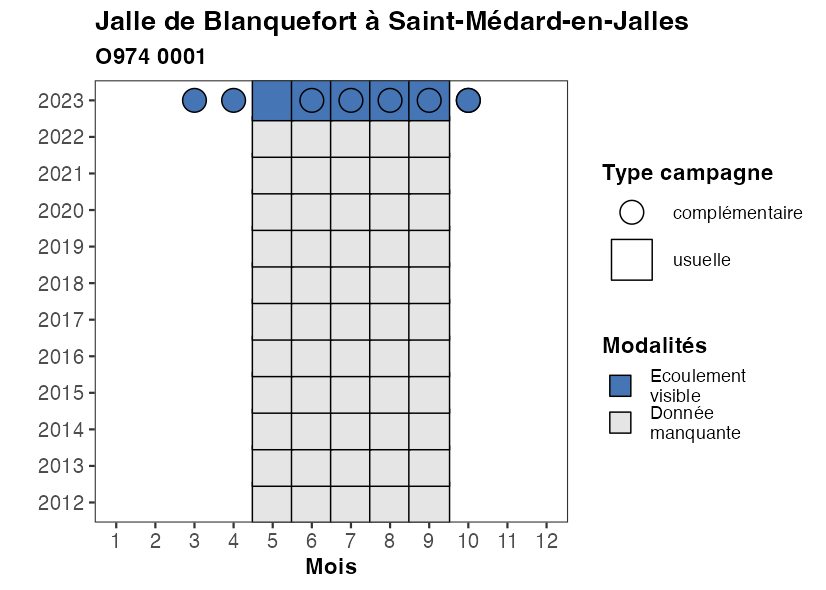 Jalle de Blanquefort à Saint-Médard-en-Jalles
O974 0001
2023
2022
2021
2020
2019
2018
2017
2016
2015
2014
2013
2012
1 2 3 4 5 6 7 8 9 10 11 12
Mois
Type campagne
complémentaire
usuelle
Modalités
Ecoulement
visible
Donnée
manquante